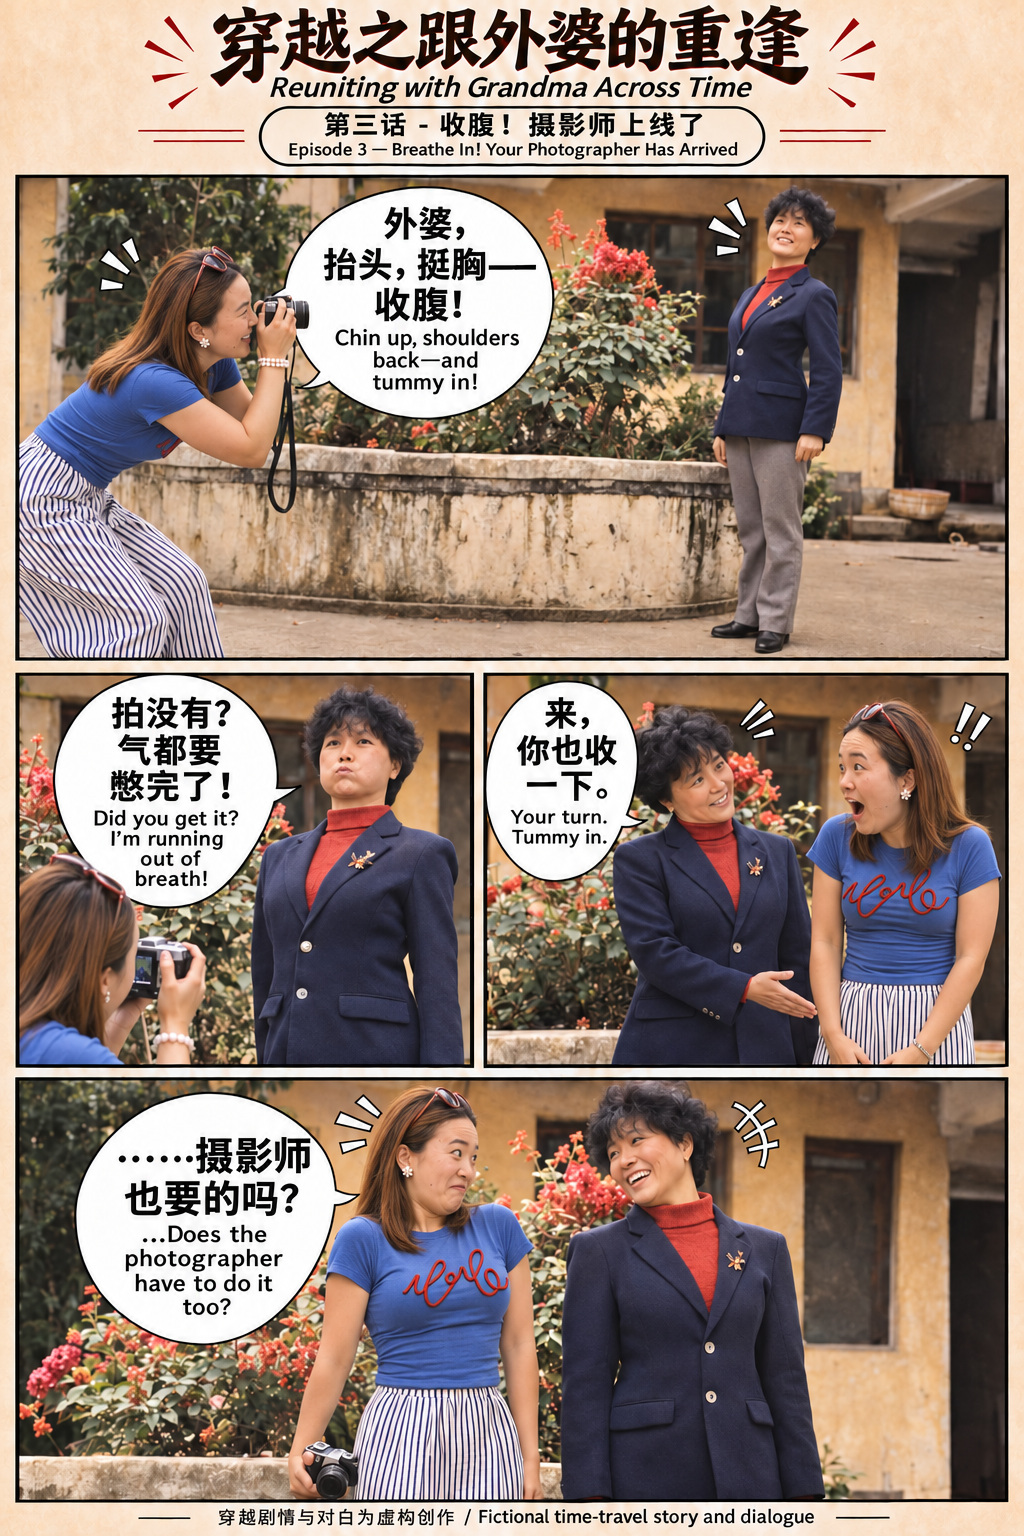 穿越之跟外婆的重逢
Reuniting with Grandma Across Time
第三话 - 收腹！摄影师上线了
Episode 3 — Breathe In! Your Photographer Has Arrived
外婆，
抬头，挺胸——
收腹！
Chin up, shoulders
back—and
tummy in!
拍没有？
气都要
憋完了！
Did you get it?
I'm running
out of
breath!
来，
你也收
一下。
Your turn.
Tummy in.
……摄影师
也要的吗？
...Does the
photographer
have to do it
too?
穿越剧情与对白为虚构创作 / Fictional time-travel story and dialogue